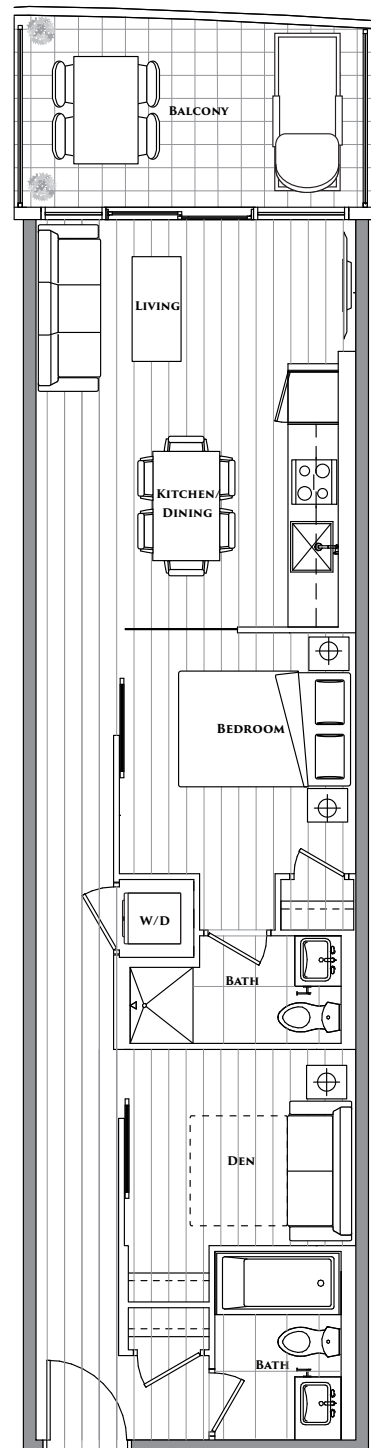 BALCONY
LIVING
KITCHEN/
DINING
BEDROOM
W/D
BATH
DEN
BATH